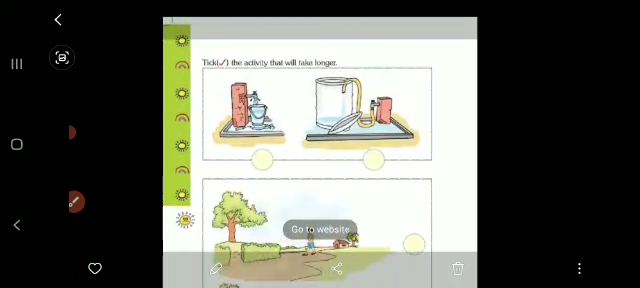 Tick(✓) the activity that will take longer.
Go to website